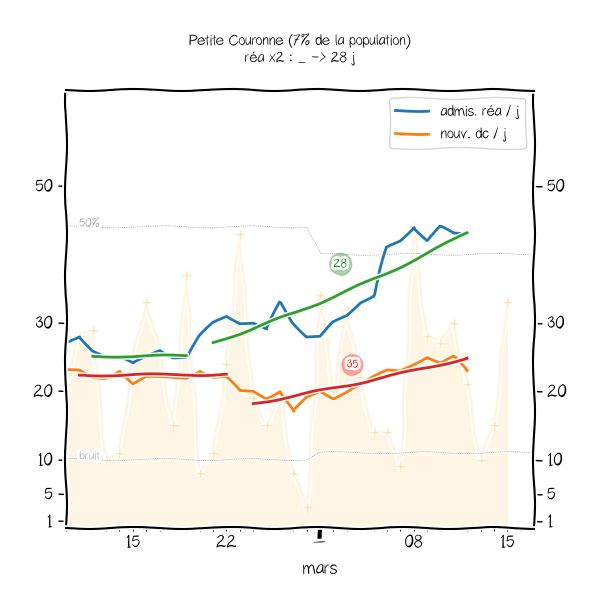 Petite Couronne (7% de la population)
réa x2 : _ -> 28 j
admis. réa / j
nouv. dc / j
50 50
50%
28
30 30
35
20 20
bruit
10 10
5 5
1 1
15 22 1 08 15
mars